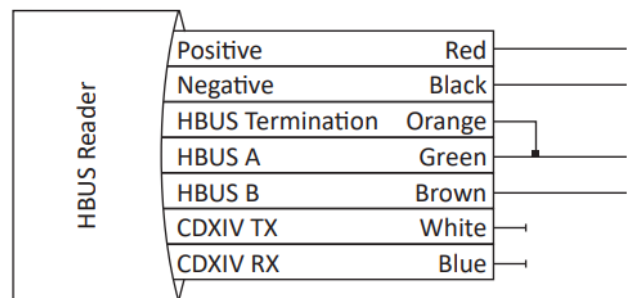 HBUS Reader
Positive Red
Negative Black
HBUS Termination Orange
HBUS A Green
HBUS B Brown
CDXIV TX White
CDXIV RX Blue